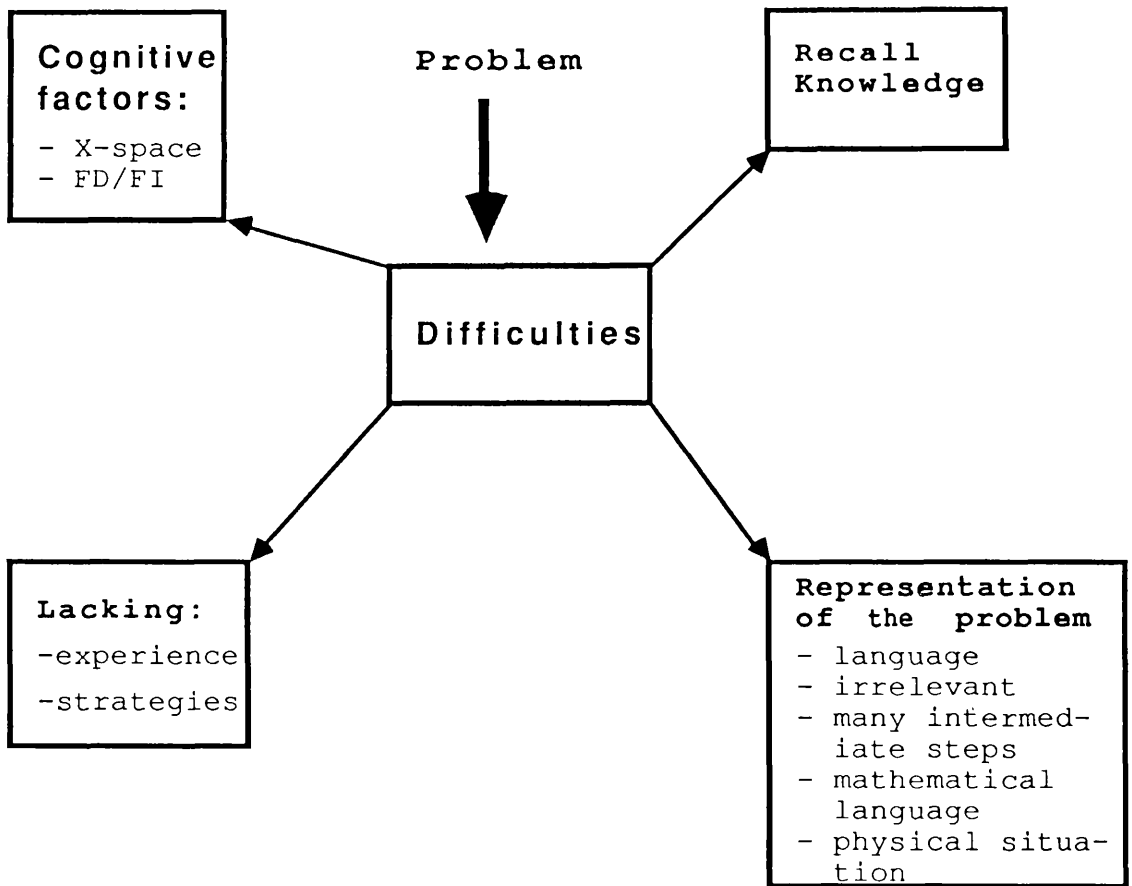 Cognitive
factors:
- X-space
- FD/FI
Problem
Recall
Knowledge
Difficulties
Lacking:
-experience
-strategies
Representation
of the problem
- language
- irrelevant
- many intermed-
iate steps
- mathematical
language
- physical situa-
tion